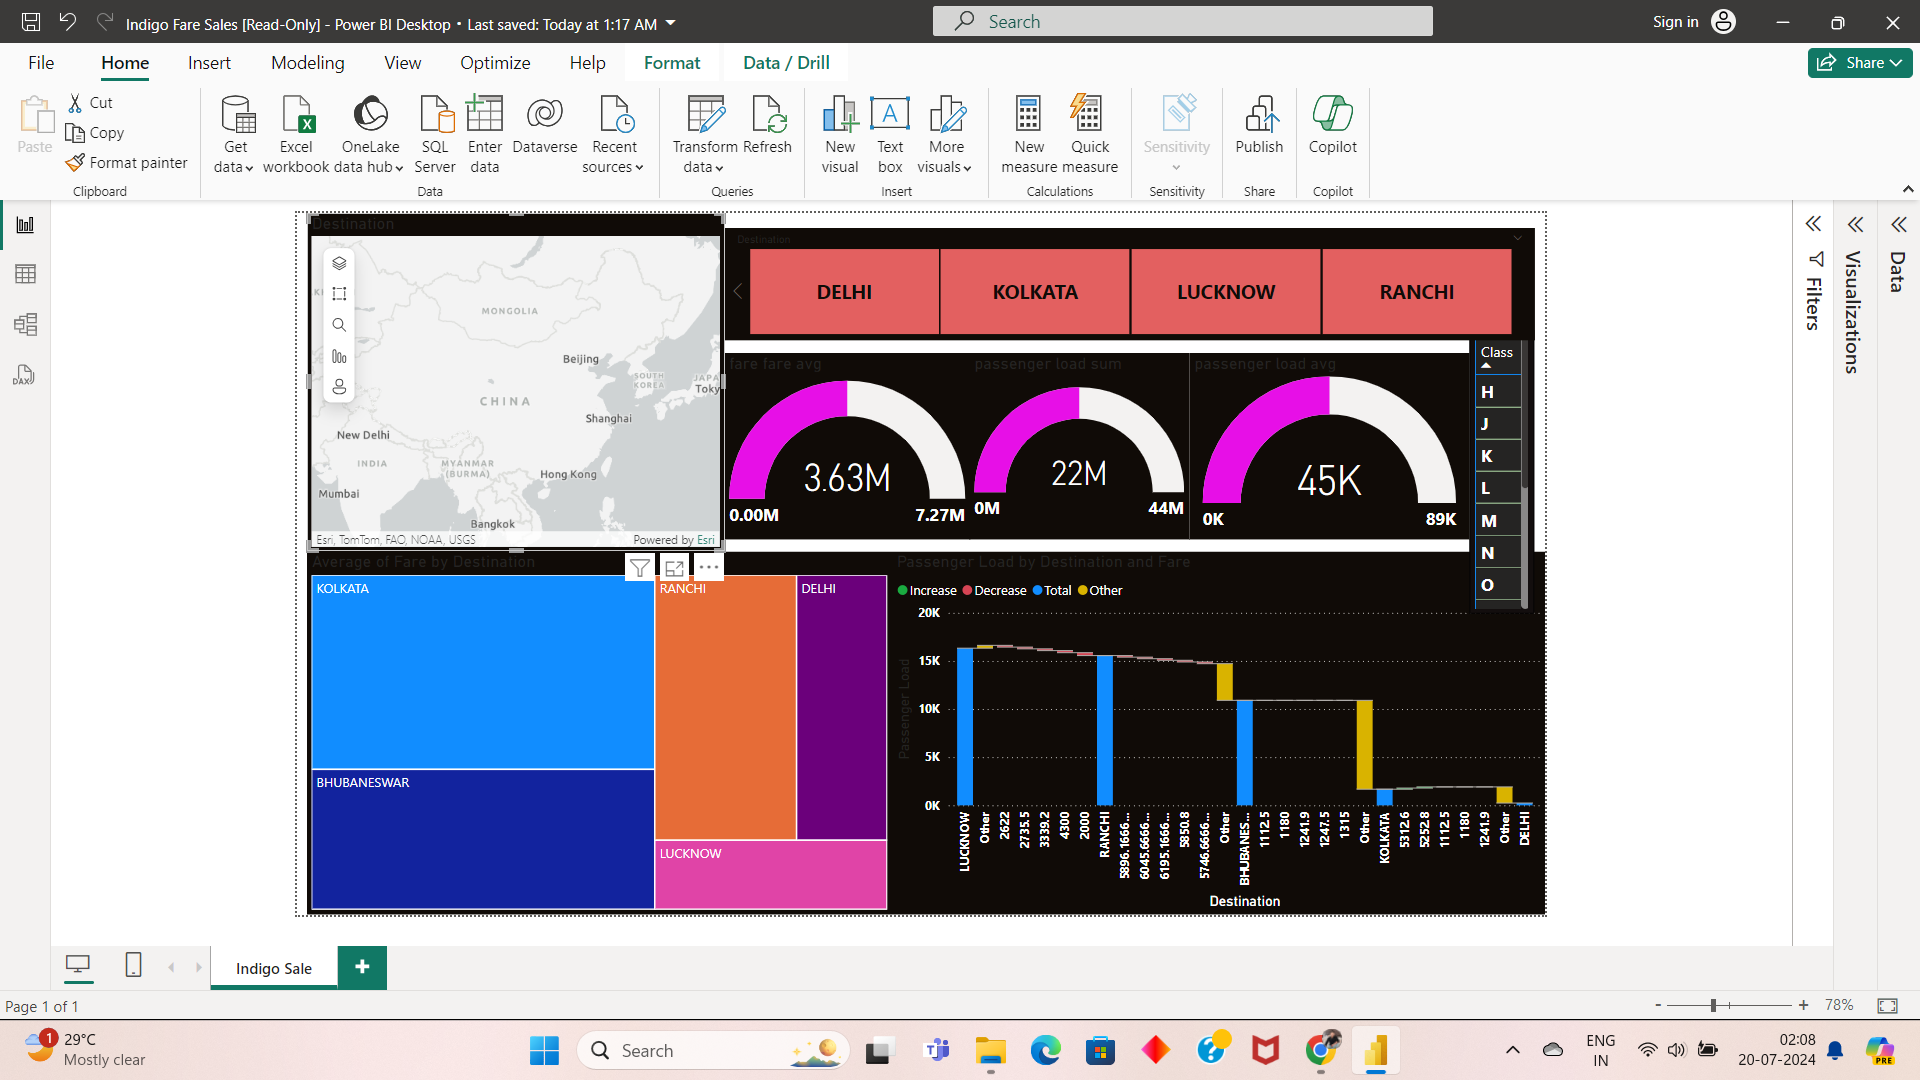 Indigo Fare Sales [Read-Only] - Power BI Desktop • Last saved: Today at 1:17 AM
Search
Sign in
File
Home
Insert
Modeling
View
Optimize
Help
Format
Data / Drill
Share
Paste
Cut
Copy
Format painter
Clipboard
Get data
Excel workbook
OneLake data hub
SQL Server
Enter data
Dataverse
Recent sources
Data
Transform data
Refresh
Queries
New visual
Text box
More visuals
Insert
New measure
Quick measure
Calculations
Sensitivity
Sensitivity
Publish
Share
Copilot
Copilot
Destination
MONGOLIA
Beijing
SOUTH KOREA
JAPA
Toky
CHINA
Shanghai
New Delhi
INDIA
MYANMAR (BURMA)
Hong Kong
Mumbai
Bangkok
Esri, TomTom, FAO, NOAA, USGS
Powered by Esri
Destination
DELHI
KOLKATA
LUCKNOW
RANCHI
fare fare avg
3.63M
0.00M
7.27M
passenger load sum
22M
0M
44M
passenger load avg
45K
0K
89K
Class
H
J
K
L
M
N
O
Average of Fare by Destination
KOLKATA
BHUBANESWAR
RANCHI
DELHI
LUCKNOW
Passenger Load by Destination and Fare
Increase
Decrease
Total
Other
Passenger Load
20K
15K
10K
5K
0K
LUCKNOW
Other
2622
2735.5
3339.2
4300
2000
RANCHI
5896.1666...
6045.6666...
6195.1666...
5850.8
5746.6666...
Other
BHUBANES...
1112.5
1180
1241.9
1247.5
1315
Other
KOLKATA
5312.6
5252.8
1112.5
1180
1241.9
Other
DELHI
Destination
Filters
Visualizations
Data
DAX
Indigo Sale
Page 1 of 1
78%
1
29°C
Mostly clear
Search
ENG
IN
02:08
20-07-2024
PRE